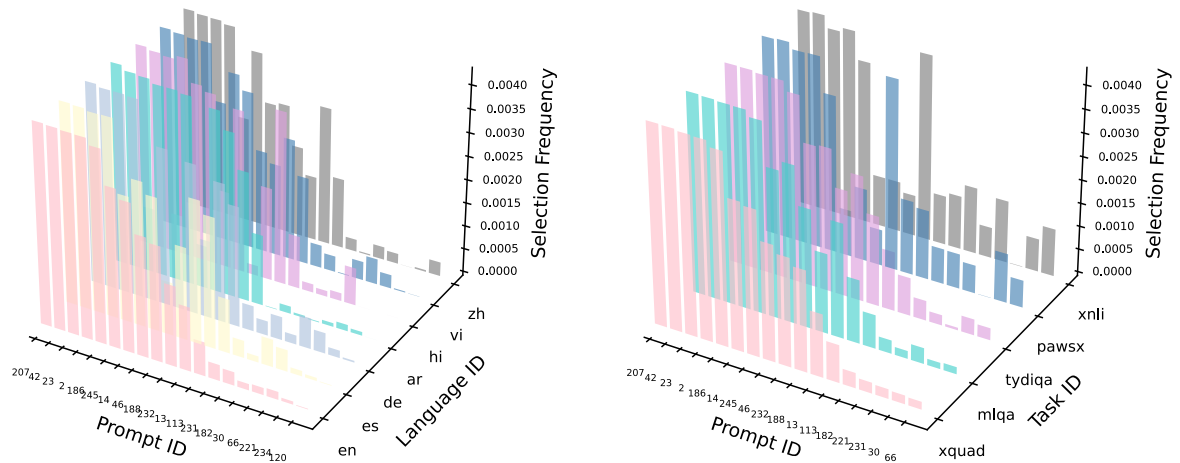 0.0040
0.0035
0.0030
0.0025
0.0020
0.0015
0.0010
0.0005
0.0000
Selection Frequency
zh
vi
hi
ar
de
es
en
Language ID
207 42 23 2 186 245 14 46 188 232 13 113 231 182 30 66 221 234 120
Prompt ID
0.0040
0.0035
0.0030
0.0025
0.0020
0.0015
0.0010
0.0005
0.0000
Selection Frequency
xnli
pawsx
tydiqa
mlqa
xquad
Task ID
207 42 23 2 186 14 245 46 232 188 13 113 182 221 231 30 66
Prompt ID